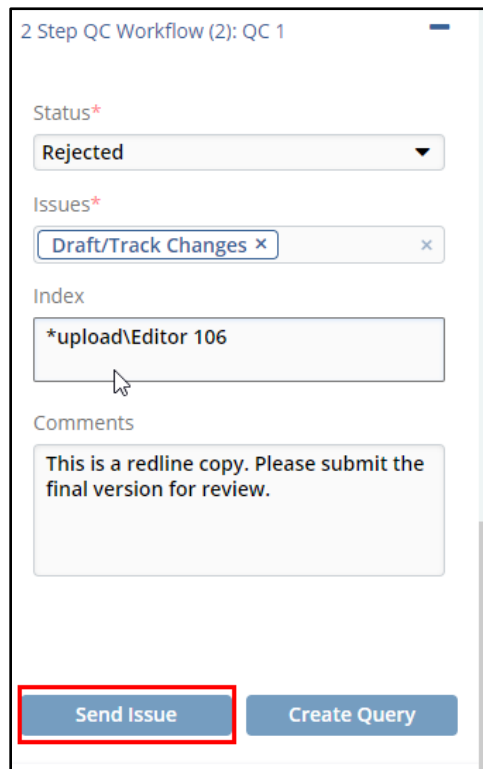 2 Step QC Workflow (2): QC 1
Status*
Rejected
Issues*
Draft/Track Changes ×
×
Index
*upload\Editor 106
Comments
This is a redline copy. Please submit the
final version for review.
Send Issue
Create Query